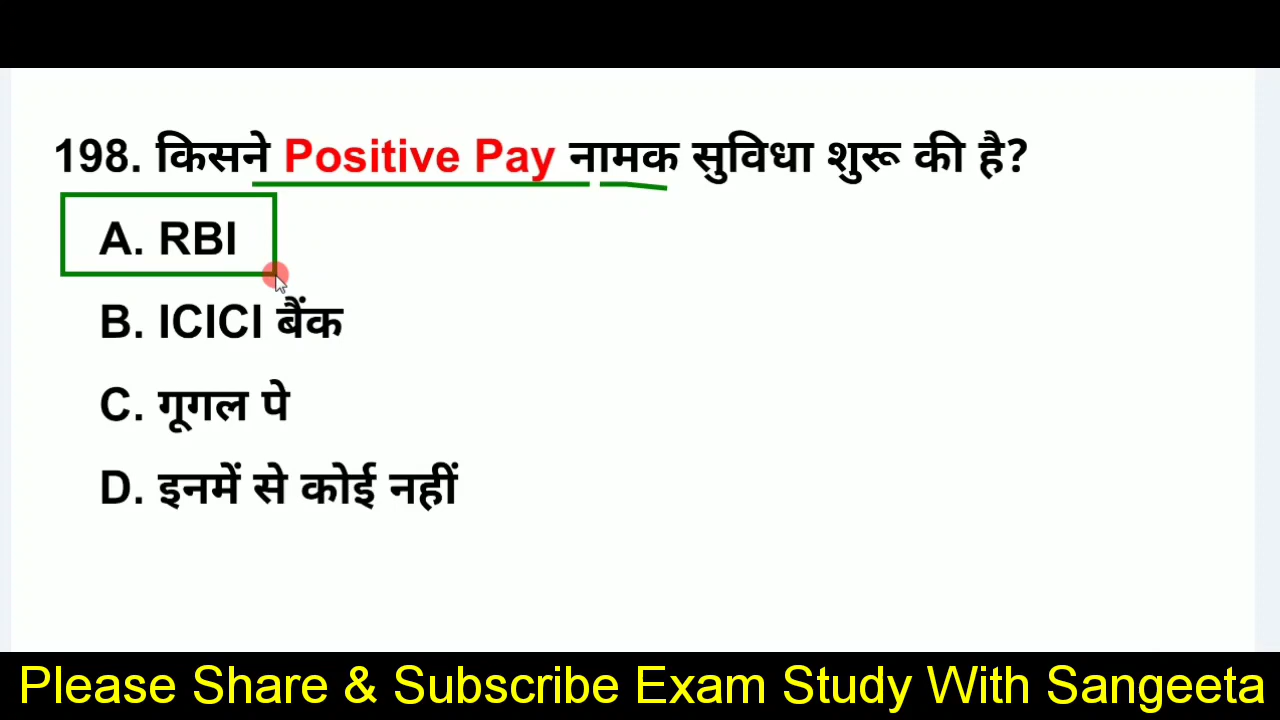 198. किसने Positive Pay नामक सुविधा शुरू की है?
A. RBI
B. ICICI बैंक
C. गूगल पे
D. इनमें से कोई नहीं
Please Share & Subscribe Exam Study With Sangeeta